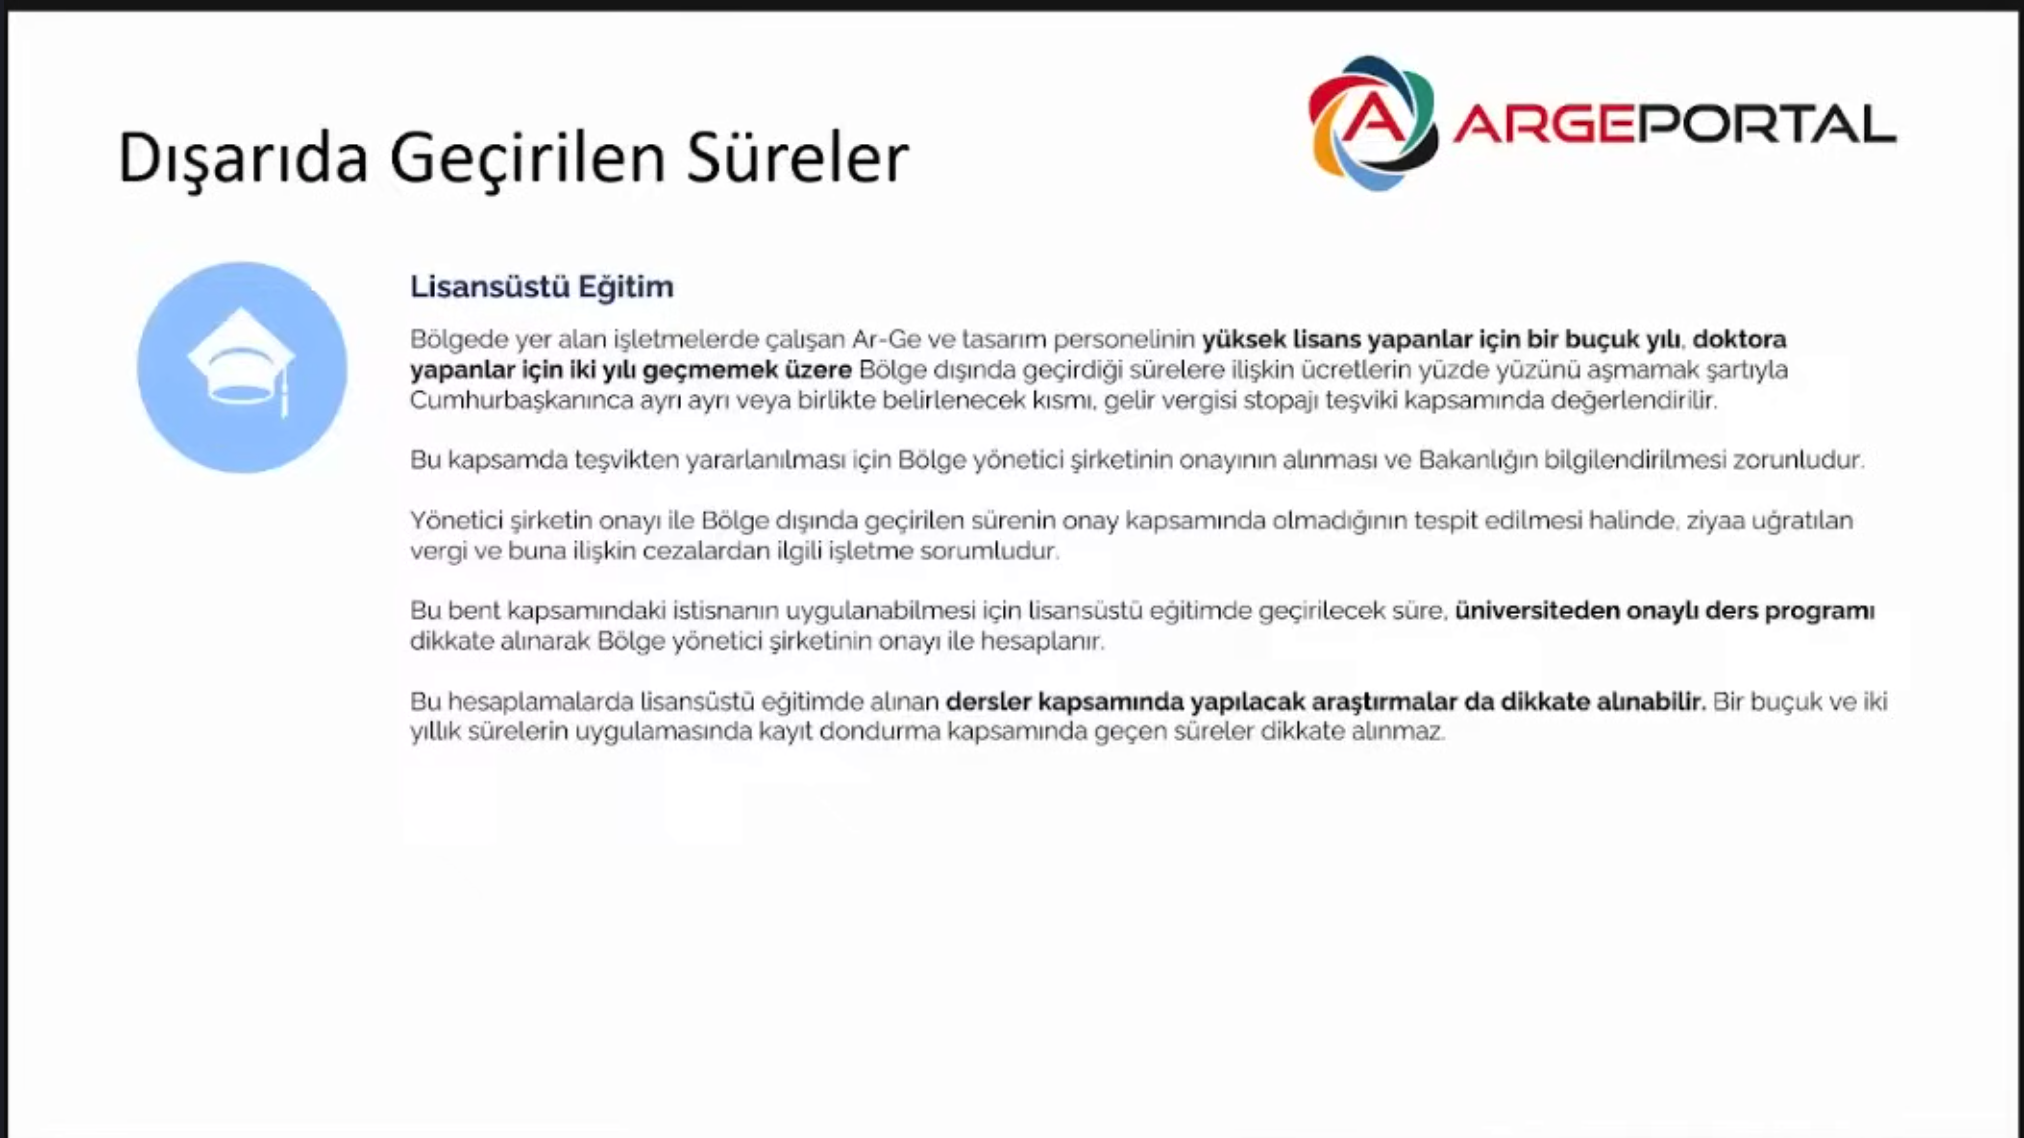 ARGEPORTAL
Dışarıda Geçirilen Süreler
Lisansüstü Eğitim
Bölgede yer alan işletmelerde çalışan Ar-Ge ve tasarım personelinin yüksek lisans yapanlar için bir buçuk yılı, doktora
yapanlar için iki yılı geçmemek üzere Bölge dışında geçirdiği sürelere ilişkin ücretlerin yüzde yüzünü aşmamak şartıyla
Cumhurbaşkanınca ayrı ayrı veya birlikte belirlenecek kısmı, gelir vergisi stopajı teşviki kapsamında değerlendirilir.
Bu kapsamda teşvikten yararlanılması için Bölge yönetici şirketinin onayının alınması ve Bakanlığın bilgilendirilmesi zorunludur.
Yönetici şirketin onayı ile Bölge dışında geçirilen sürenin onay kapsamında olmadığının tespit edilmesi halinde, ziyaa uğratılan
vergi ve buna ilişkin cezalardan ilgili işletme sorumludur.
Bu bent kapsamındaki istisnanın uygulanabilmesi için lisansüstü eğitimde geçirilecek süre, üniversiteden onaylı ders programı
dikkate alınarak Bölge yönetici şirketinin onayı ile hesaplanır.
Bu hesaplamalarda lisansüstü eğitimde alınan dersler kapsamında yapılacak araştırmalar da dikkate alınabilir. Bir buçuk ve iki
yıllık sürelerin uygulamasında kayıt dondurma kapsamında geçen süreler dikkate alınmaz.